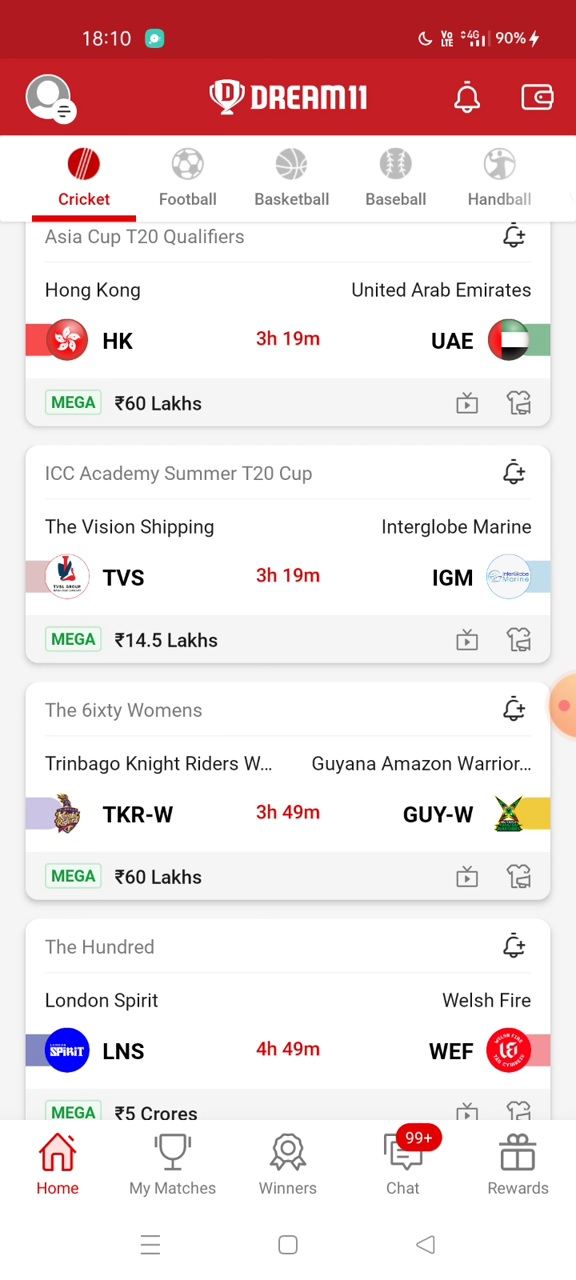 18:10 Vo LTE 4G 90%
DREAM11
Cricket Football Basketball Baseball Handball
Asia Cup T20 Qualifiers
Hong Kong United Arab Emirates
HK 3h 19m UAE
MEGA ₹60 Lakhs
ICC Academy Summer T20 Cup
The Vision Shipping Interglobe Marine
TVS 3h 19m IGM
MEGA ₹14.5 Lakhs
The 6ixty Womens
Trinbago Knight Riders W... Guyana Amazon Warrior...
TKR-W 3h 49m GUY-W
MEGA ₹60 Lakhs
The Hundred
London Spirit Welsh Fire
SPIRIT LNS 4h 49m WEF
MEGA ₹5 Crores
99+
Home My Matches Winners Chat Rewards